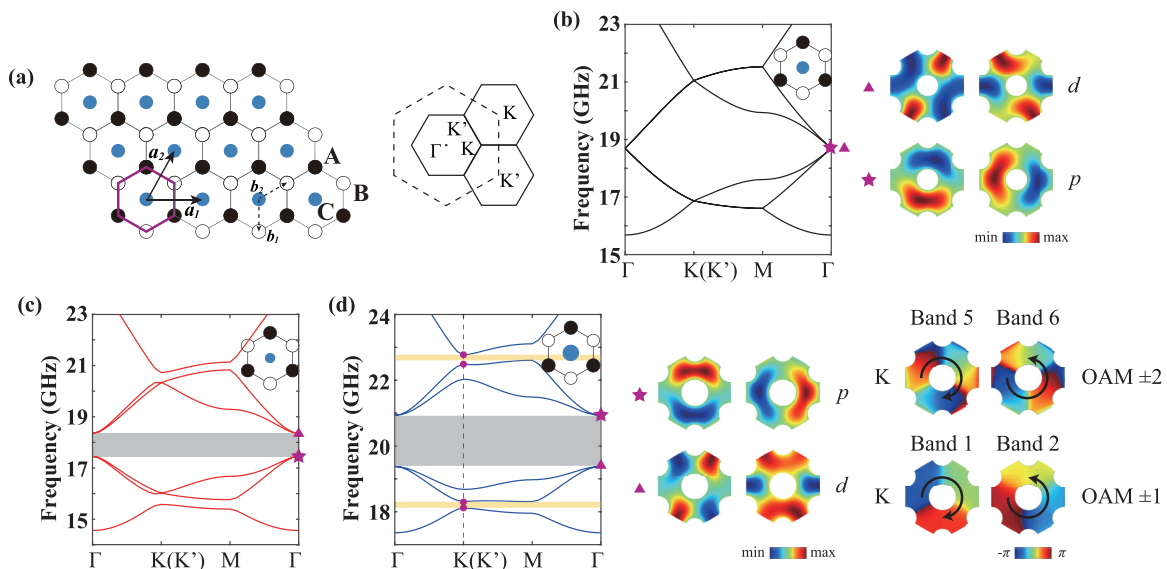 (a)
a2
a1
b2
b1
A
B
C
K
K'
Γ
K
K'
(b)
Frequency (GHz)
23
21
19
17
15
Γ
K(K')
M
Γ
d
p
min
max
(c)
Frequency (GHz)
23
21
19
17
15
Γ
K(K')
M
Γ
(d)
Frequency (GHz)
24
22
20
18
Γ
K(K')
M
Γ
p
d
min
max
Band 5
Band 6
K
OAM ±2
Band 1
Band 2
K
OAM ±1
-π
π